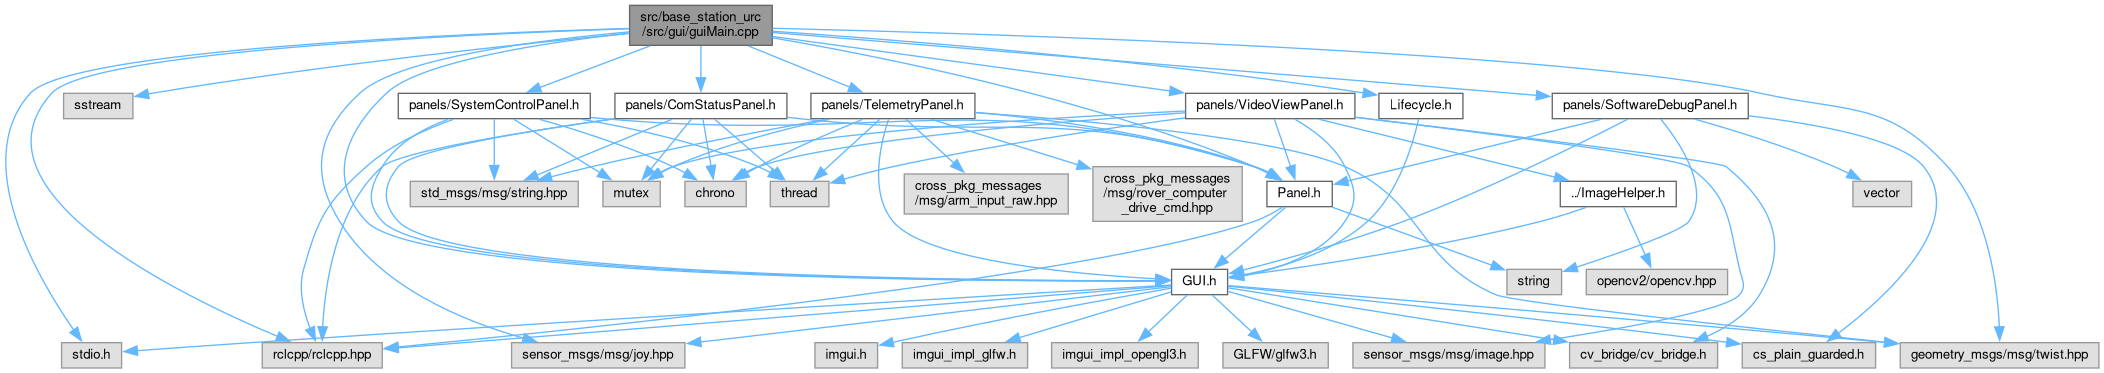 src/base_station_urc
/src/gui/guiMain.cpp
sstream
panels/SystemControlPanel.h
panels/ComStatusPanel.h
panels/TelemetryPanel.h
panels/VideoViewPanel.h
Lifecycle.h
panels/SoftwareDebugPanel.h
std_msgs/msg/string.hpp
mutex
chrono
thread
cross_pkg_messages
/msg/arm_input_raw.hpp
cross_pkg_messages
/msg/rover_computer
_drive_cmd.hpp
Panel.h
../ImageHelper.h
vector
GUI.h
string
opencv2/opencv.hpp
stdio.h
rclcpp/rclcpp.hpp
sensor_msgs/msg/joy.hpp
imgui.h
imgui_impl_glfw.h
imgui_impl_opengl3.h
GLFW/glfw3.h
sensor_msgs/msg/image.hpp
cv_bridge/cv_bridge.h
cs_plain_guarded.h
geometry_msgs/msg/twist.hpp